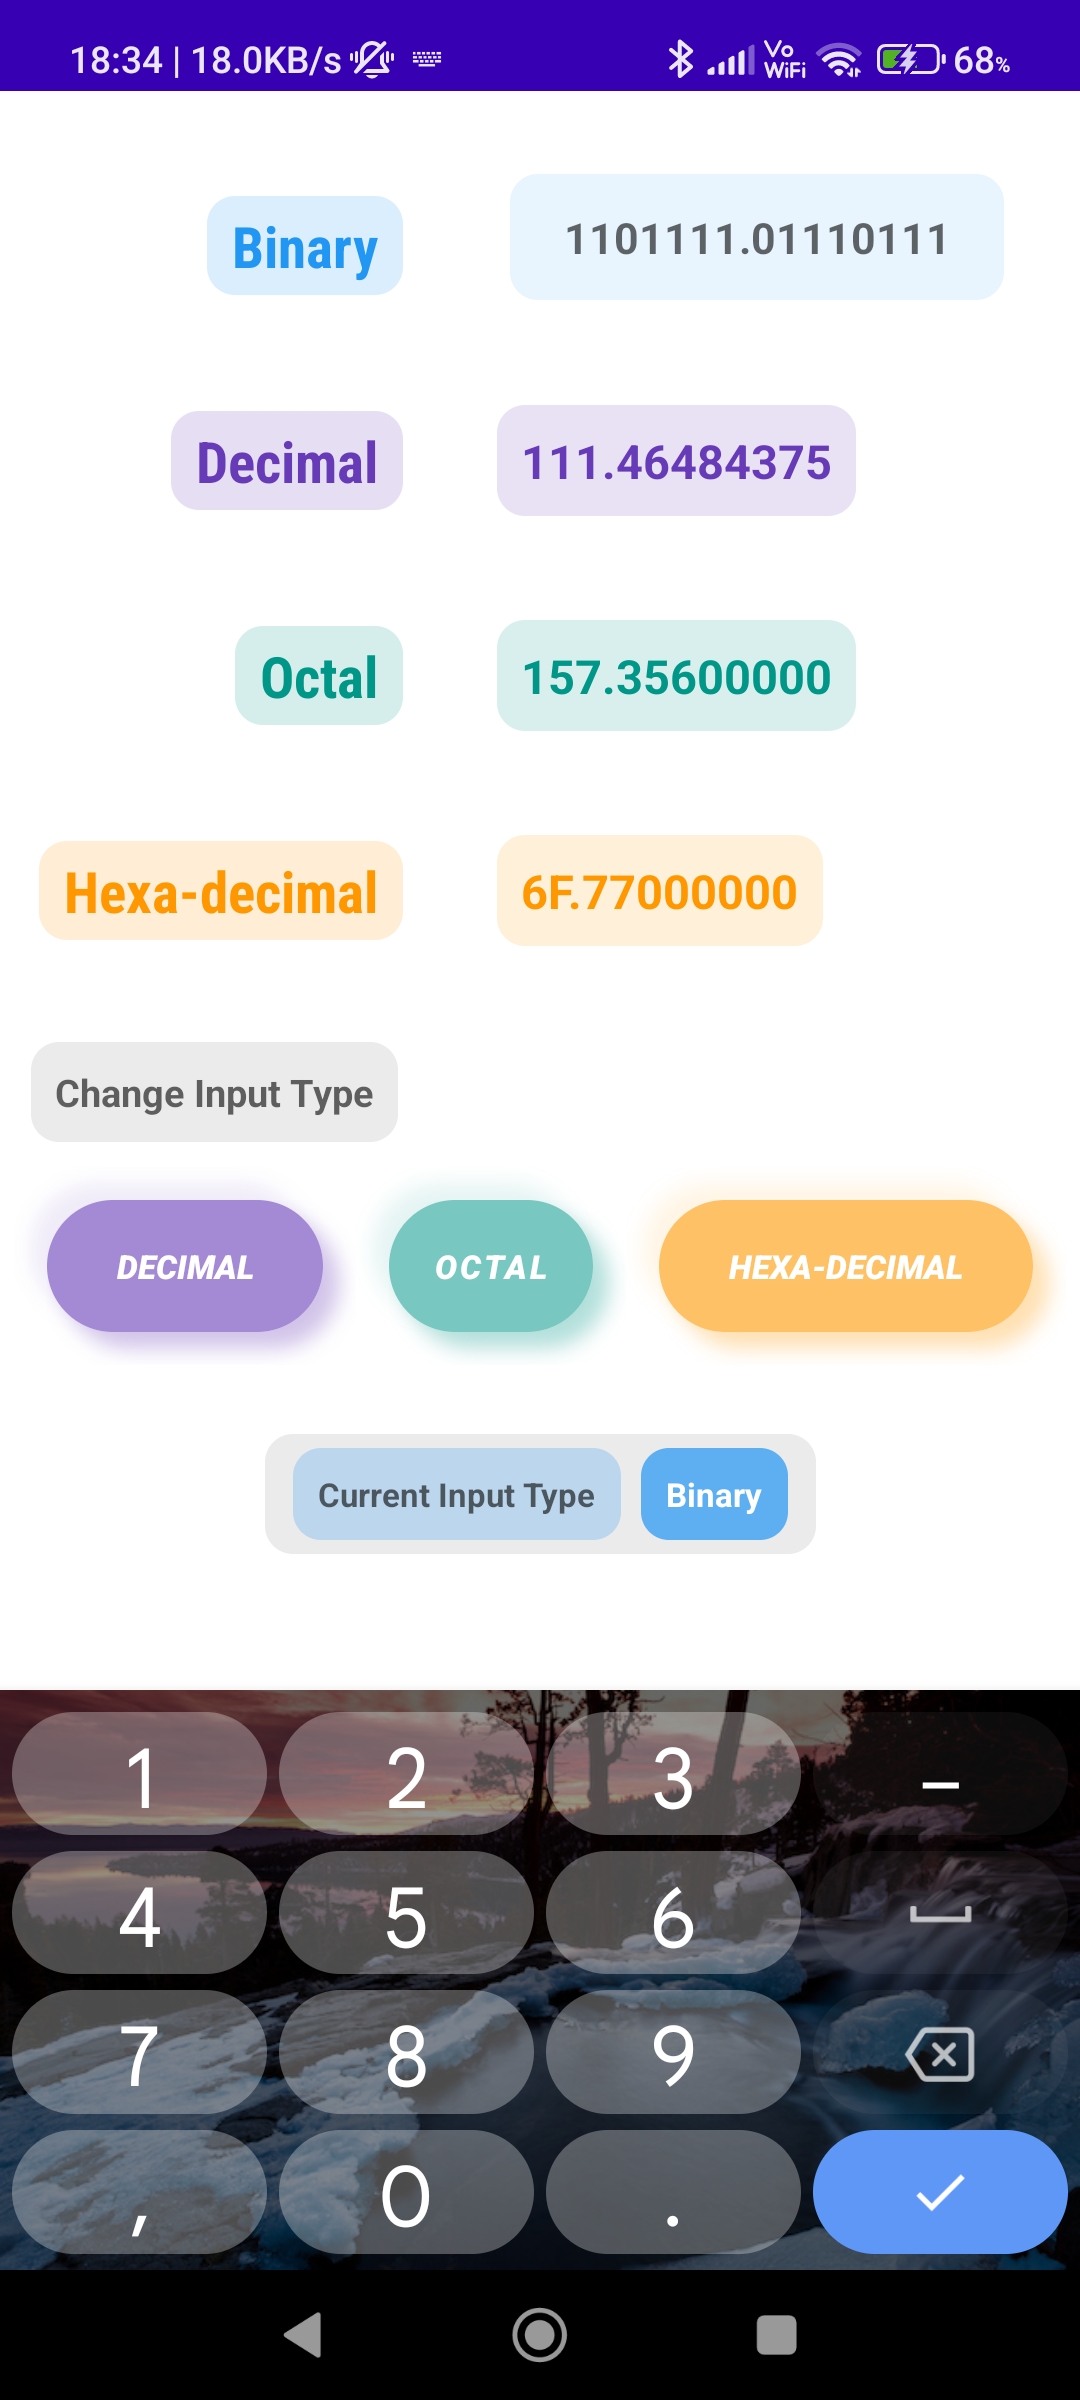 18:34 | 18.0KB/s Vo WiFi 68%
Binary 1101111.01110111
Decimal 111.46484375
Octal 157.35600000
Hexa-decimal 6F.77000000
Change Input Type
DECIMAL OCTAL HEXA-DECIMAL
Current Input Type Binary
1 2 3 –
4 5 6
7 8 9
, 0 .